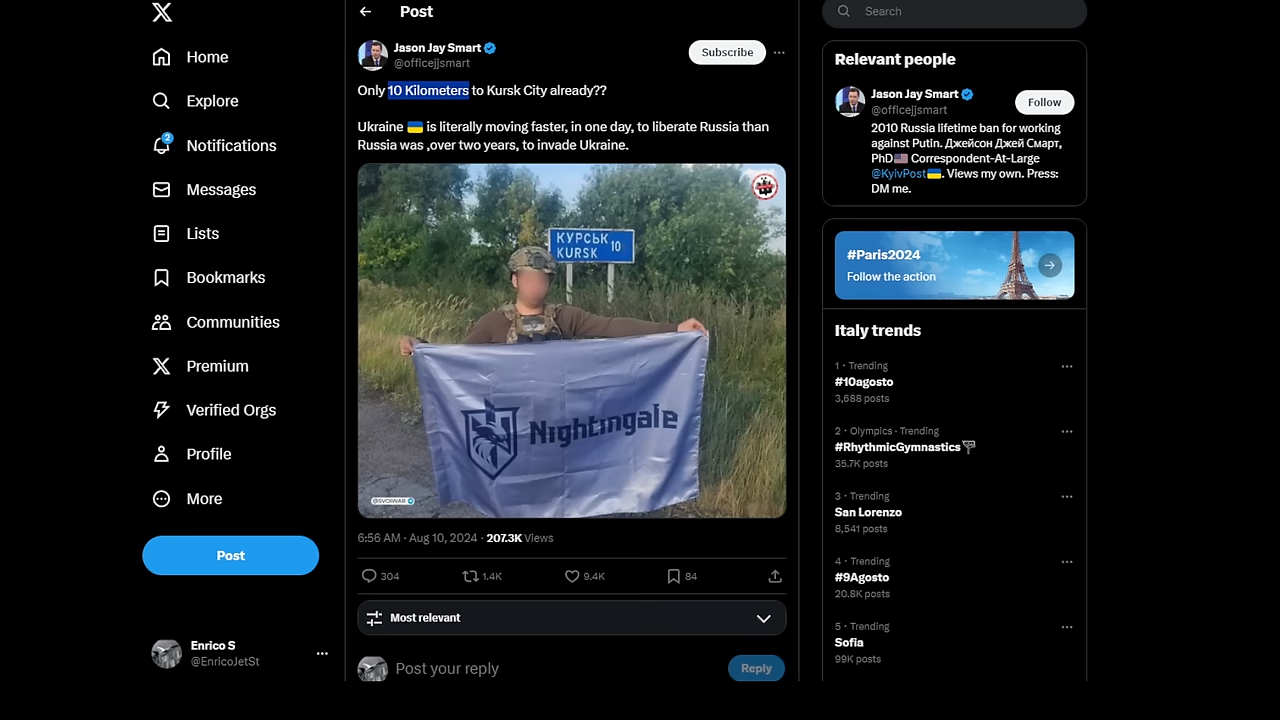 Home
Explore
2
Notifications
Messages
Lists
Bookmarks
Communities
Premium
Verified Orgs
Profile
More
Post
Enrico S
@EnricoJetSt
Post
Jason Jay Smart
@officejjsmart
Subscribe
Only 10 Kilometers to Kursk City already??
Ukraine 🇺🇦 is literally moving faster, in one day, to liberate Russia than
Russia was ,over two years, to invade Ukraine.
КУРСЬК 10
KURSK
Nightingale
@SVOIWAR
6:56 AM · Aug 10, 2024 · 207.3K Views
304
1.4K
9.4K
84
Most relevant
Post your reply
Reply
Search
Relevant people
Jason Jay Smart
@officejjsmart
Follow
2010 Russia lifetime ban for working
against Putin. Джейсон Джей Смарт,
PhD🇺🇸 Correspondent-At-Large
@KyivPost🇺🇦. Views my own. Press:
DM me.
#Paris2024
Follow the action
Italy trends
1 · Trending
#10agosto
3,688 posts
2 · Olympics · Trending
#RhythmicGymnastics
35.7K posts
3 · Trending
San Lorenzo
8,541 posts
4 · Trending
#9Agosto
20.8K posts
5 · Trending
Sofia
99K posts